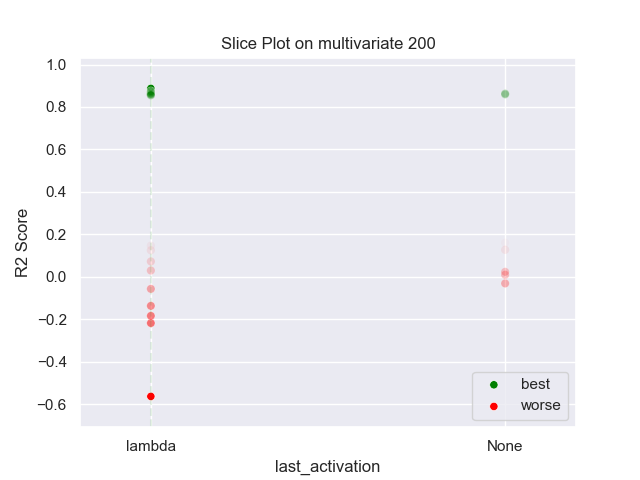 Slice Plot on multivariate 200
1.0
0.8
0.6
0.4
0.2
0.0
−0.2
−0.4
−0.6
R2 Score
best
worse
lambda
None
last_activation